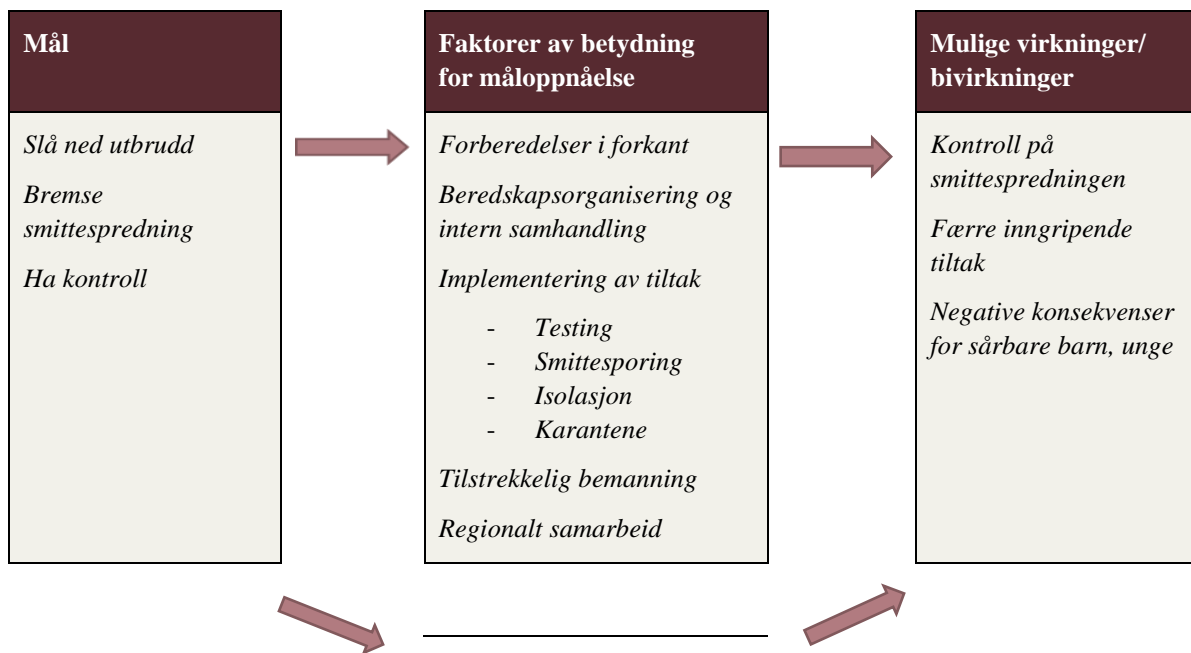 Mål
Slå ned utbrudd
Bremse
smittespredning
Ha kontroll
Faktorer av betydning
for måloppnåelse
Forberedelser i forkant
Beredskapsorganisering og
intern samhandling
Implementering av tiltak
- Testing
- Smittesporing
- Isolasjon
- Karantene
Tilstrekkelig bemanning
Regionalt samarbeid
Mulige virkninger/
bivirkninger
Kontroll på
smittespredningen
Færre inngripende
tiltak
Negative konsekvenser
for sårbare barn, unge